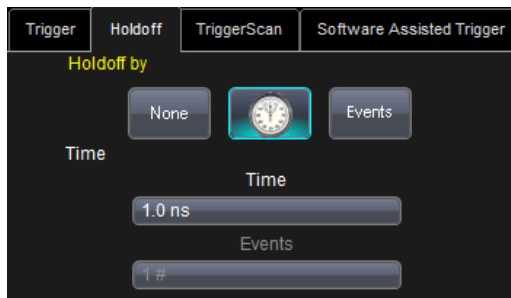 Trigger Holdoff TriggerScan Software Assisted Trigger
Holdoff by
None Events
Time
Time
1.0 ns
Events
1 #